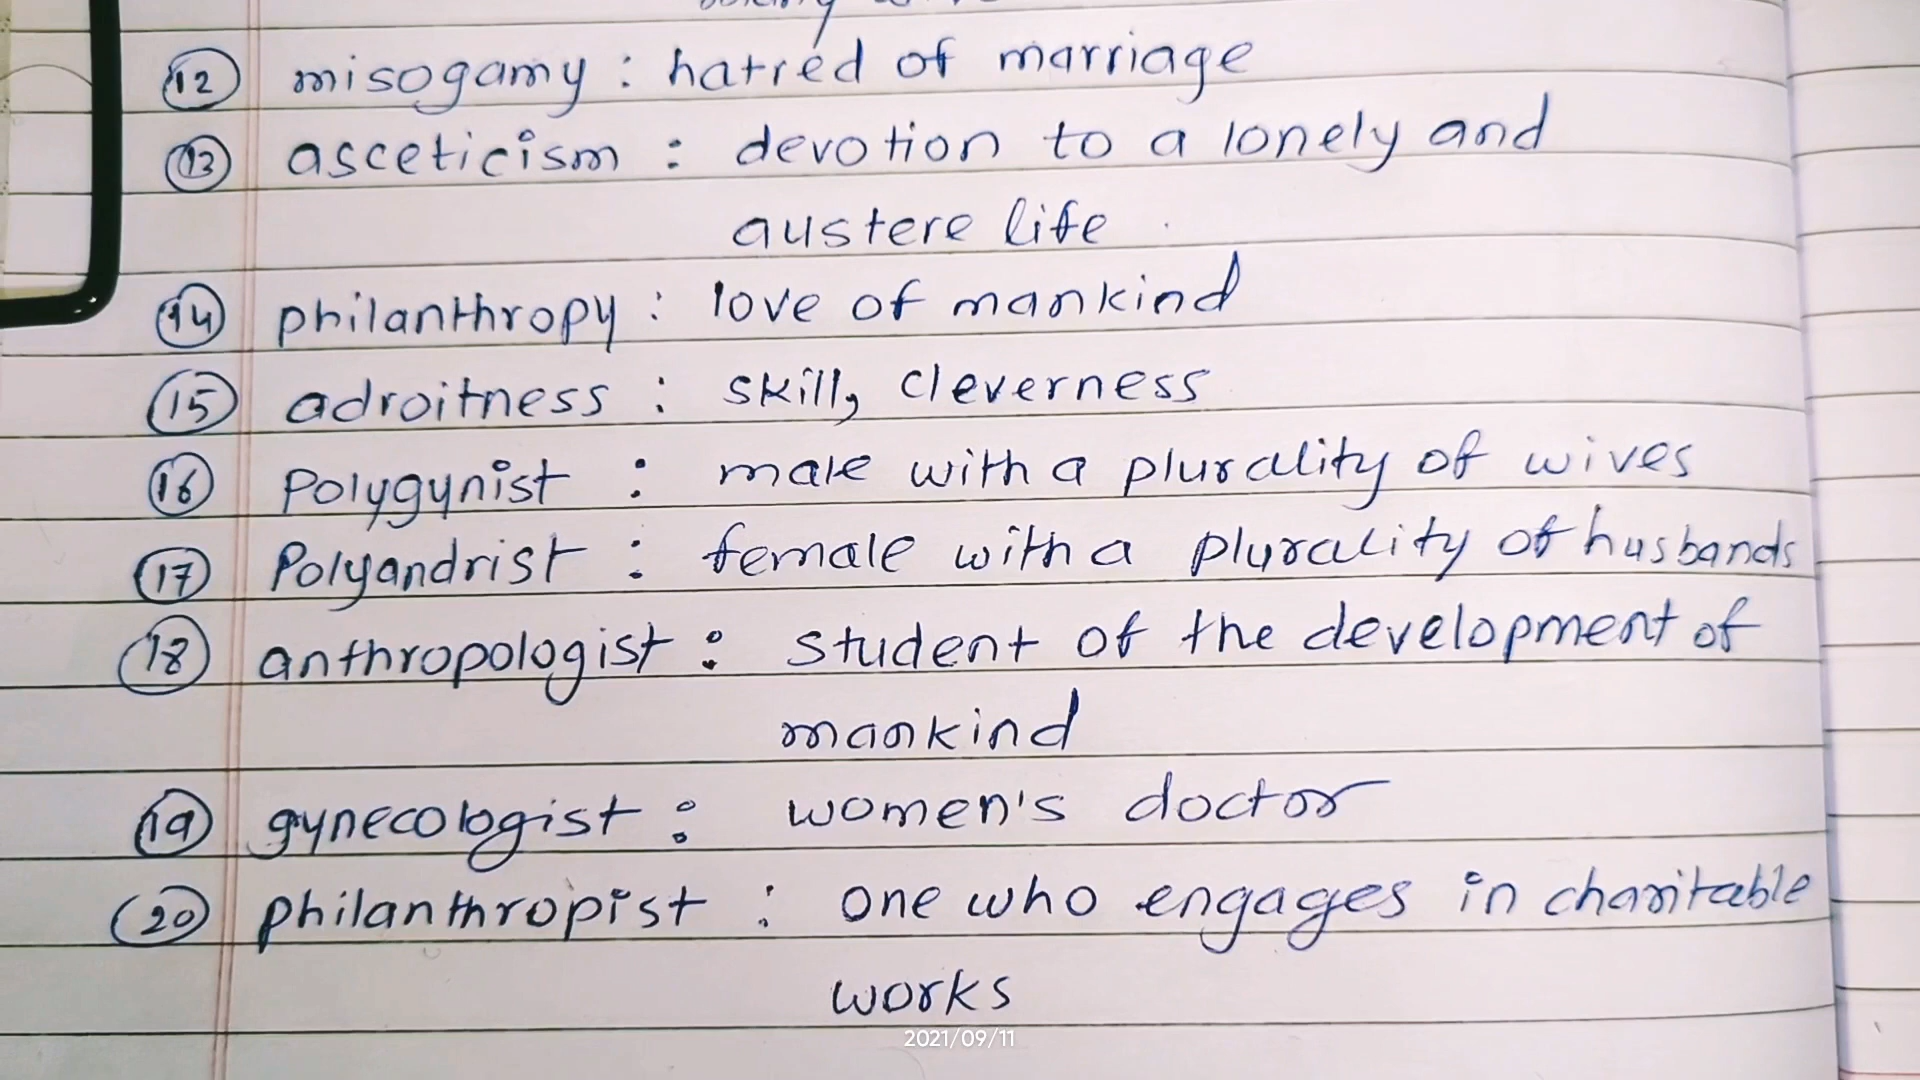 12 misogamy : hatred of marriage
13 asceticism : devotion to a lonely and
austere life
14 philanthropy : love of mankind
15 adroitness : skill, cleverness
16 polygynist : male with a plurality of wives
17 Polyandrist : female with a plurality of husbands
18 anthropologist : student of the development of
mankind
19 gynecologist : women's doctor
20 philanthropist : one who engages in charitable
works
2021/09/11